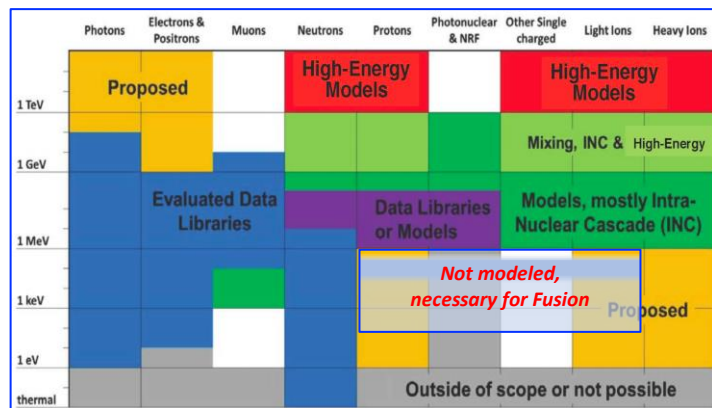 Photons
Electrons &
Positrons
Muons
Neutrons
Protons
Photonuclear
& NRF
Other Single
charged
Light Ions
Heavy Ions
Proposed
High-Energy
Models
High-Energy
Models
1 TeV
Mixing, INC & High-Energy
1 GeV
Evaluated Data
Libraries
Data Libraries
or Models
Models, mostly Intra-
Nuclear Cascade (INC)
1 MeV
Not modeled,
necessary for Fusion
1 keV
Proposed
1 eV
thermal
Outside of scope or not possible